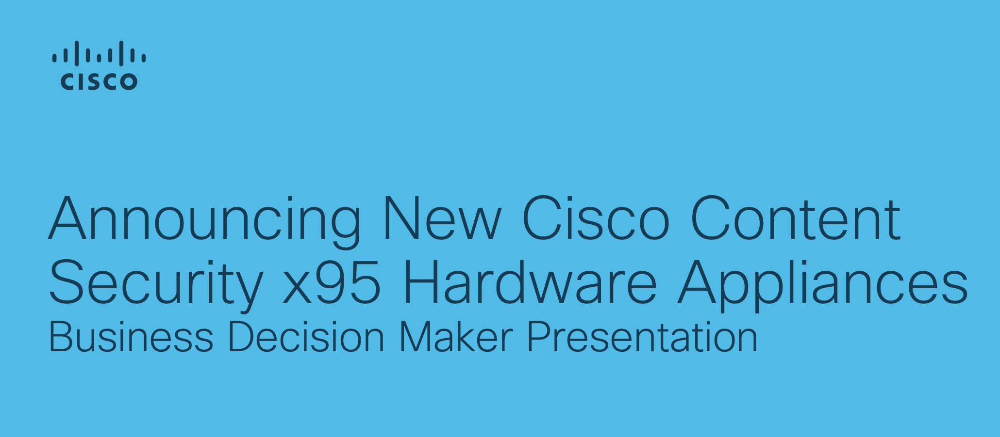 CISCO
Announcing New Cisco Content
Security x95 Hardware Appliances
Business Decision Maker Presentation